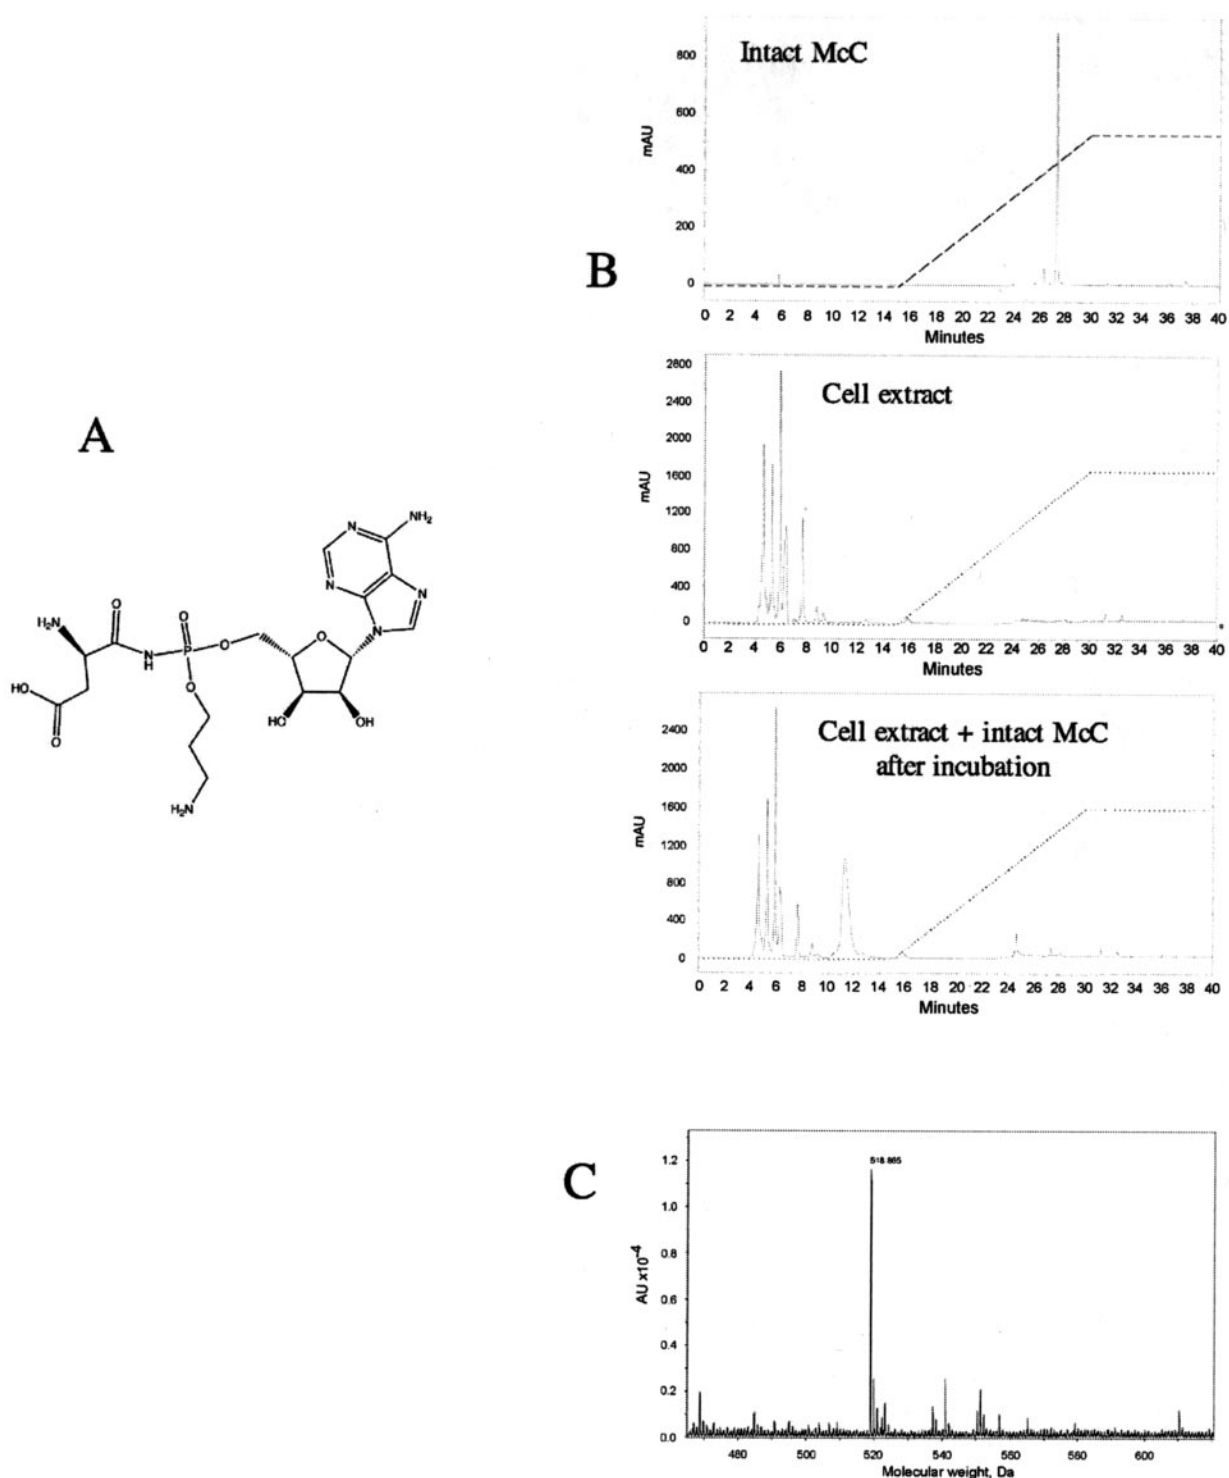 A
H₂N
O
HO
O
N
H
O
P
O
O
H₂N
O
HO
OH
N
N
N
N
NH₂
B
Intact McC
mAU
800
600
400
200
0
0 2 4 6 8 10 12 14 16 18 20 22 24 26 28 30 32 34 36 38 40
Minutes
Cell extract
mAU
2800
2400
2000
1600
1200
800
400
0
0 2 4 6 8 10 12 14 16 18 20 22 24 26 28 30 32 34 36 38 40
Cell extract + intact McC
after incubation
mAU
2400
2000
1600
1200
800
400
0
0 2 4 6 8 10 12 14 16 18 20 22 24 26 28 30 32 34 36 38 40
Minutes
C
518.865
AU x10⁻⁴
1.2
1.0
0.8
0.6
0.4
0.2
0.0
480 500 520 540 560 580 600
Molecular weight, Da